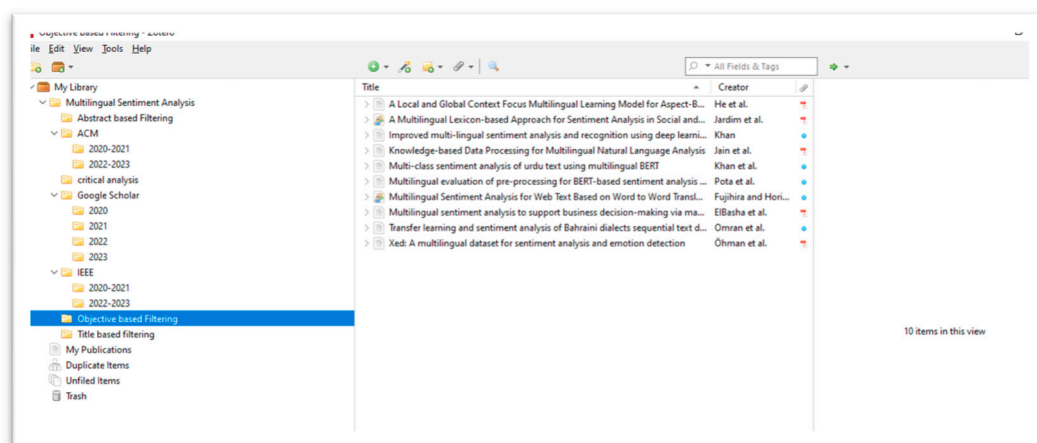 Objective based Filtering - Zotero
ile Edit View Tools Help
All Fields & Tags
My Library
Multilingual Sentiment Analysis
Abstract based Filtering
ACM
2020-2021
2022-2023
critical analysis
Google Scholar
2020
2021
2022
2023
IEEE
2020-2021
2022-2023
Objective based Filtering
Title based filtering
My Publications
Duplicate Items
Unfiled Items
Trash
Title Creator
A Local and Global Context Focus Multilingual Learning Model for Aspect-B... He et al.
A Multilingual Lexicon-based Approach for Sentiment Analysis in Social and... Jardim et al.
Improved multi-lingual sentiment analysis and recognition using deep learni... Khan
Knowledge-based Data Processing for Multilingual Natural Language Analysis Jain et al.
Multi-class sentiment analysis of urdu text using multilingual BERT Khan et al.
Multilingual evaluation of pre-processing for BERT-based sentiment analysis ... Pota et al.
Multilingual Sentiment Analysis for Web Text Based on Word to Word Transl... Fujihira and Hori...
Multilingual sentiment analysis to support business decision-making via ma... ElBasha et al.
Transfer learning and sentiment analysis of Bahraini dialects sequential text d... Omran et al.
Xed: A multilingual dataset for sentiment analysis and emotion detection Öhman et al.
10 items in this view